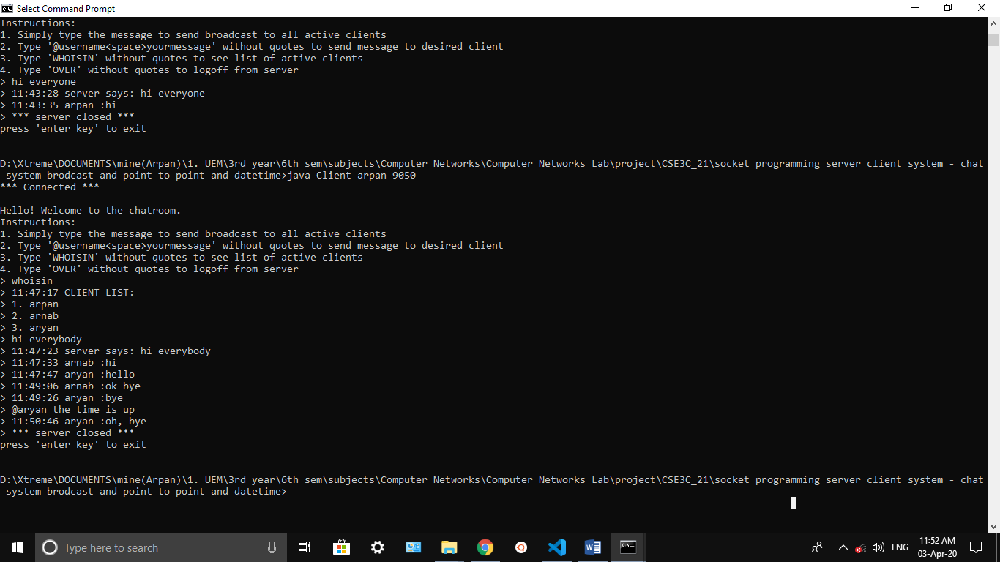 Select Command Prompt
Instructions:
1. Simply type the message to send broadcast to all active clients
2. Type '@username<space>yourmessage' without quotes to send message to desired client
3. Type 'WHOISIN' without quotes to see list of active clients
4. Type 'OVER' without quotes to logoff from server
> hi everyone
> 11:43:28 server says: hi everyone
> 11:43:35 arpan :hi
> *** server closed ***
press 'enter key' to exit
D:\Xtreme\DOCUMENTS\mine(Arpan)\1. UEM\3rd year\6th sem\subjects\Computer Networks\Computer Networks Lab\project\CSE3C_21\socket programming server client system - chat
system brodcast and point to point and datetime>java Client arpan 9050
*** Connected ***
Hello! Welcome to the chatroom.
Instructions:
1. Simply type the message to send broadcast to all active clients
2. Type '@username<space>yourmessage' without quotes to send message to desired client
3. Type 'WHOISIN' without quotes to see list of active clients
4. Type 'OVER' without quotes to logoff from server
> whoisin
> 11:47:17 CLIENT LIST:
> 1. arpan
> 2. arnab
> 3. aryan
> hi everybody
> 11:47:23 server says: hi everybody
> 11:47:33 arnab :hi
> 11:47:47 aryan :hello
> 11:49:06 arnab :ok bye
> 11:49:26 aryan :bye
> @aryan the time is up
> 11:50:46 aryan :oh, bye
> *** server closed ***
press 'enter key' to exit
D:\Xtreme\DOCUMENTS\mine(Arpan)\1. UEM\3rd year\6th sem\subjects\Computer Networks\Computer Networks Lab\project\CSE3C_21\socket programming server client system - chat
system brodcast and point to point and datetime>
Type here to search
ENG
11:52 AM
03-Apr-20